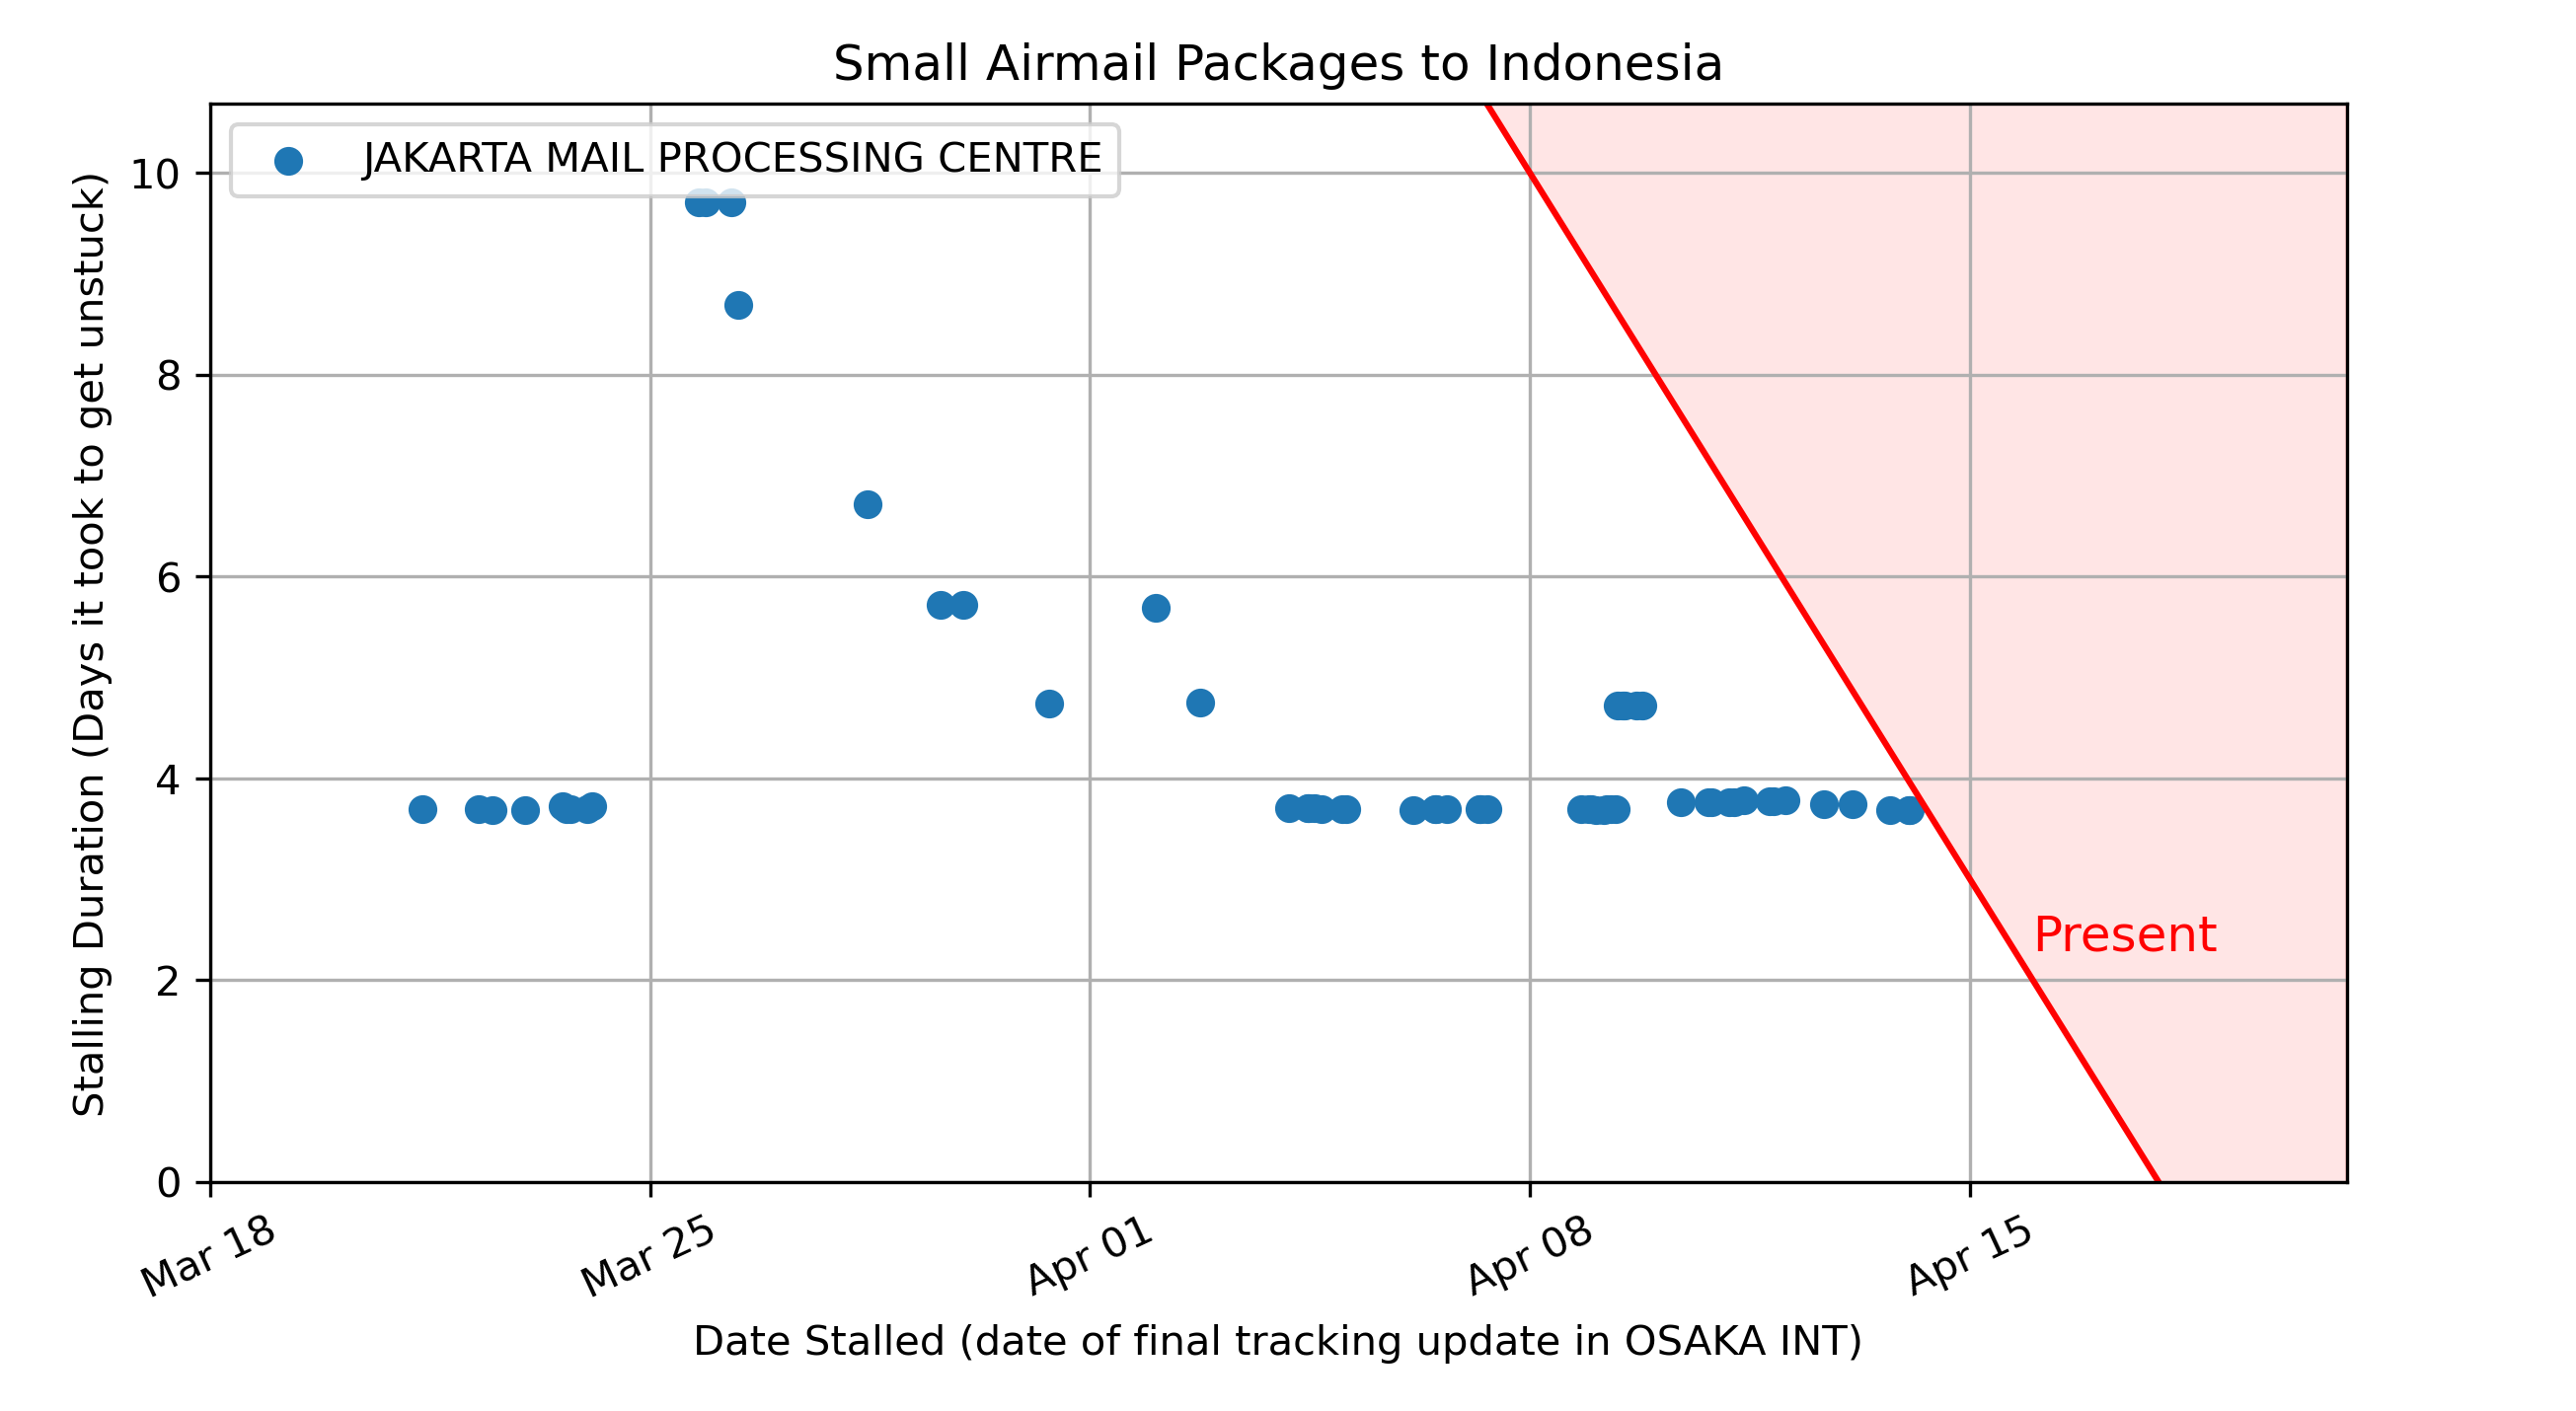 Small Airmail Packages to Indonesia
JAKARTA MAIL PROCESSING CENTRE
Stalling Duration (Days it took to get unstuck)
10
8
6
4
2
0
Present
Mar 18
Mar 25
Apr 01
Apr 08
Apr 15
Date Stalled (date of final tracking update in OSAKA INT)